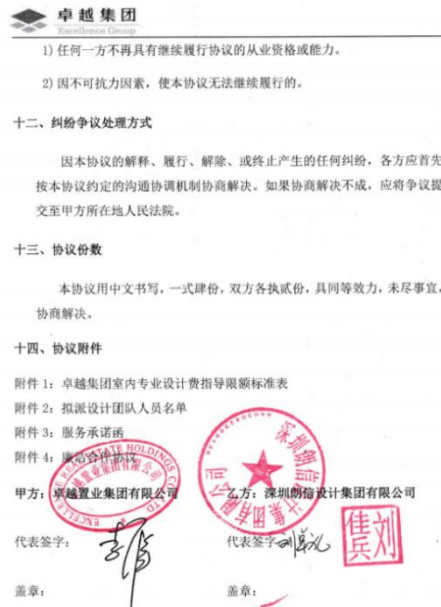 卓越集团
Excellence Group
1) 任何一方不再具有继续履行协议的从业资格或能力。
2) 因不可抗力因素，使本协议无法继续履行的。
十二、纠纷争议处理方式
因本协议的解释、履行、解除、或终止产生的任何纠纷，各方应首先
按本协议约定的沟通协调机制协商解决。如果协商解决不成，应将争议提
交至甲方所在地人民法院。
十三、协议份数
本协议用中文书写，一式肆份，双方各执贰份，具同等效力，未尽事宜，
协商解决。
十四、协议附件
附件 1：卓越集团室内专业设计费指导限额标准表
附件 2：拟派设计团队人员名单
附件 3：服务承诺函
附件 4：廉洁合作协议
甲方：卓越置业集团有限公司
乙方：深圳朗信设计集团有限公司
代表签字：
代表签字
刘
佳兵
盖章：
盖章：